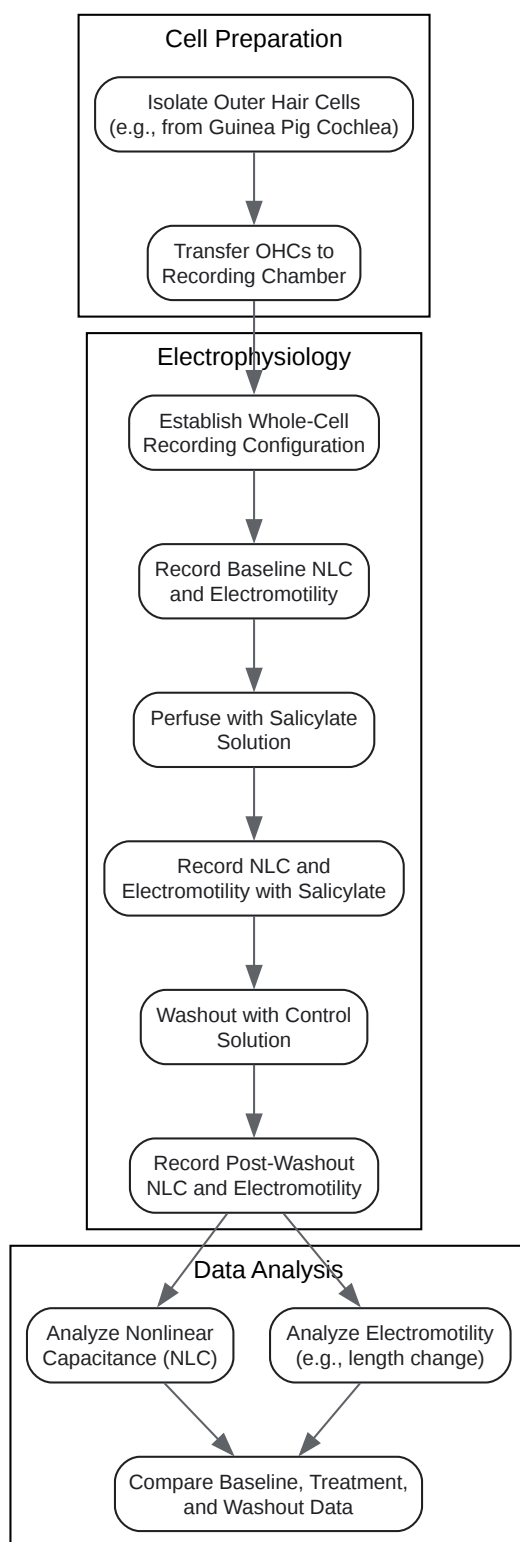 Cell Preparation
Isolate Outer Hair Cells
(e.g., from Guinea Pig Cochlea)
Transfer OHCs to
Recording Chamber
Electrophysiology
Establish Whole-Cell
Recording Configuration
Record Baseline NLC
and Electromotility
Perfuse with Salicylate
Solution
Record NLC and
Electromotility with Salicylate
Washout with Control
Solution
Record Post-Washout
NLC and Electromotility
Data Analysis
Analyze Nonlinear
Capacitance (NLC)
Analyze Electromotility
(e.g., length change)
Compare Baseline, Treatment,
and Washout Data